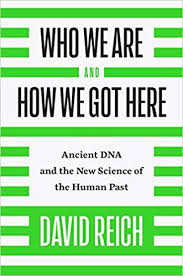 WHO WE ARE
AND
HOW WE GOT HERE
Ancient DNA
and the New Science of
the Human Past
DAVID REICH